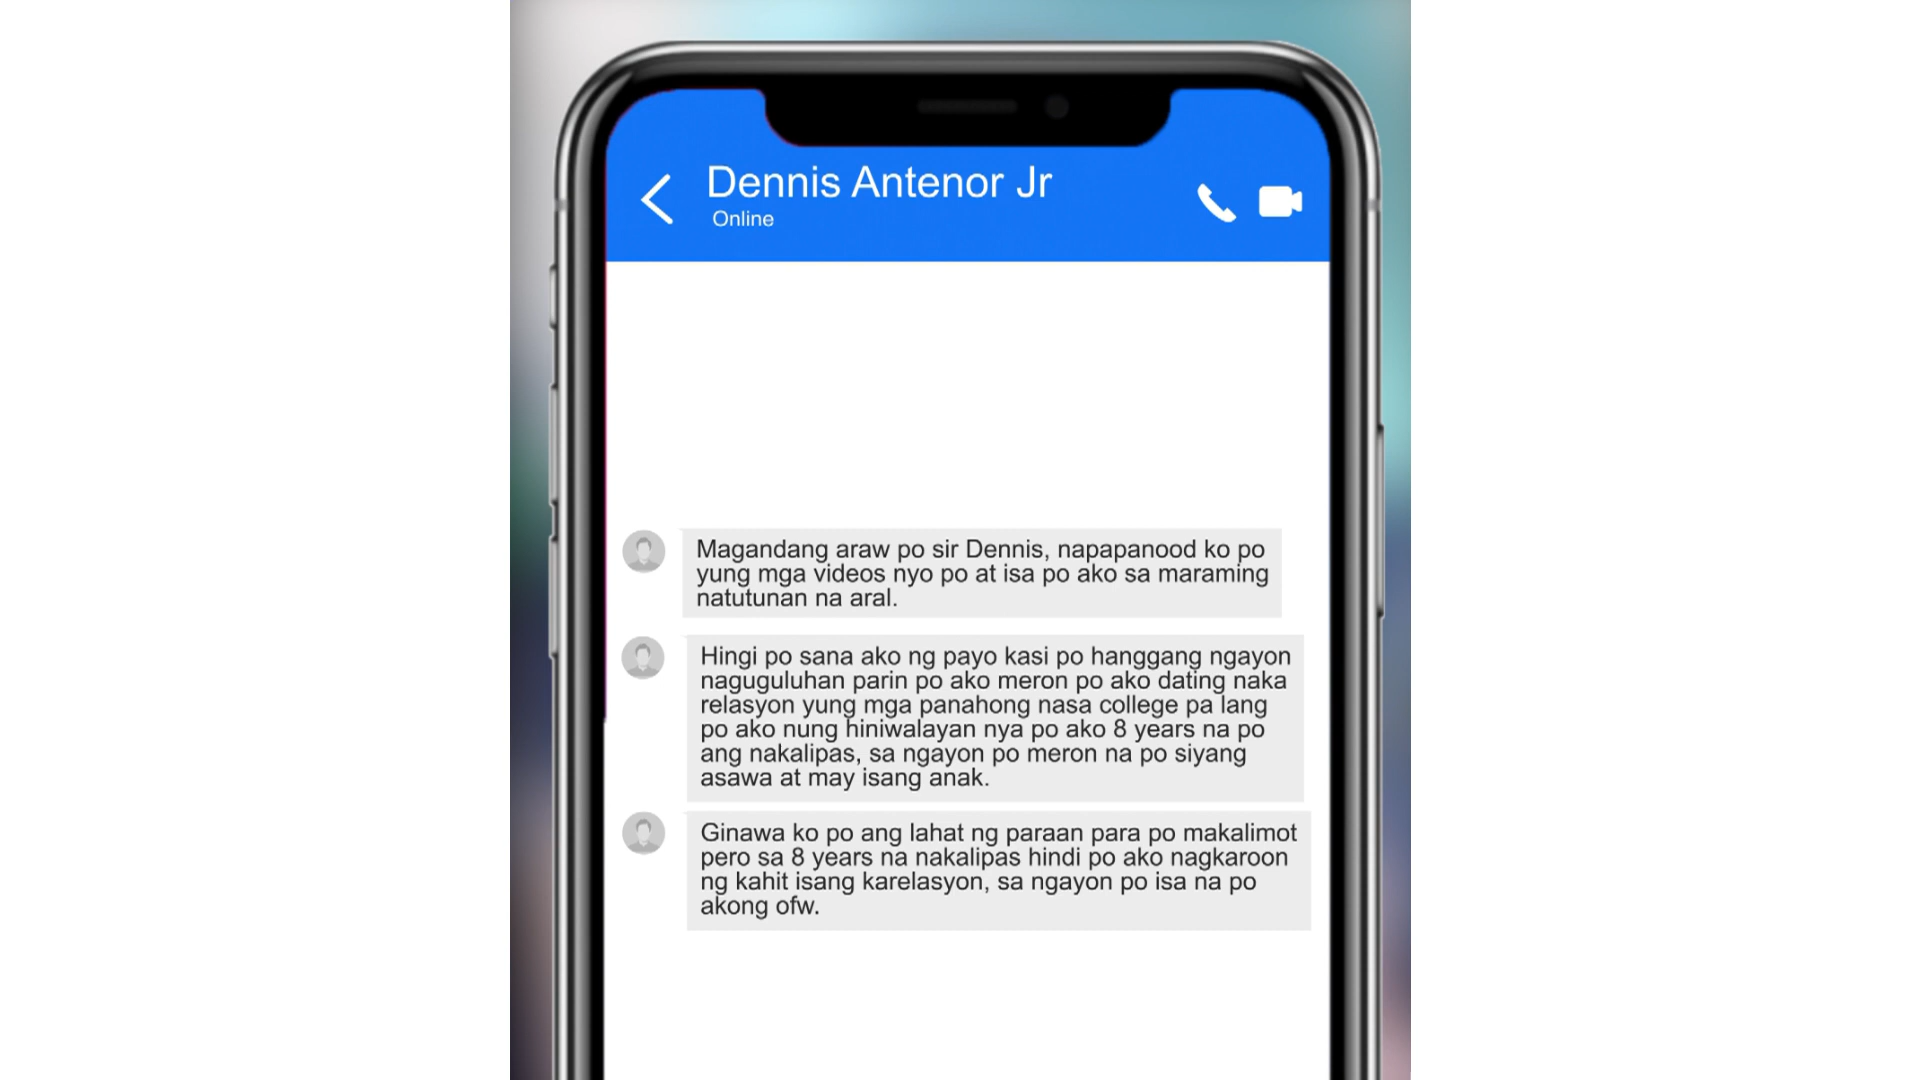 Dennis Antenor Jr
Online
Magandang araw po sir Dennis, napapanood ko po
yung mga videos nyo po at isa po ako sa maraming
natutunan na aral.
Hingi po sana ako ng payo kasi po hanggang ngayon
naguguluhan parin po ako meron po ako dating naka
relasyon yung mga panahong nasa college pa lang
po ako nung hiniwalayan nya po ako 8 years na po
ang nakalipas, sa ngayon po meron na po siyang
asawa at may isang anak.
Ginawa ko po ang lahat ng paraan para po makalimot
pero sa 8 years na nakalipas hindi po ako nagkaroon
ng kahit isang karelasyon, sa ngayon po isa na po
akong ofw.